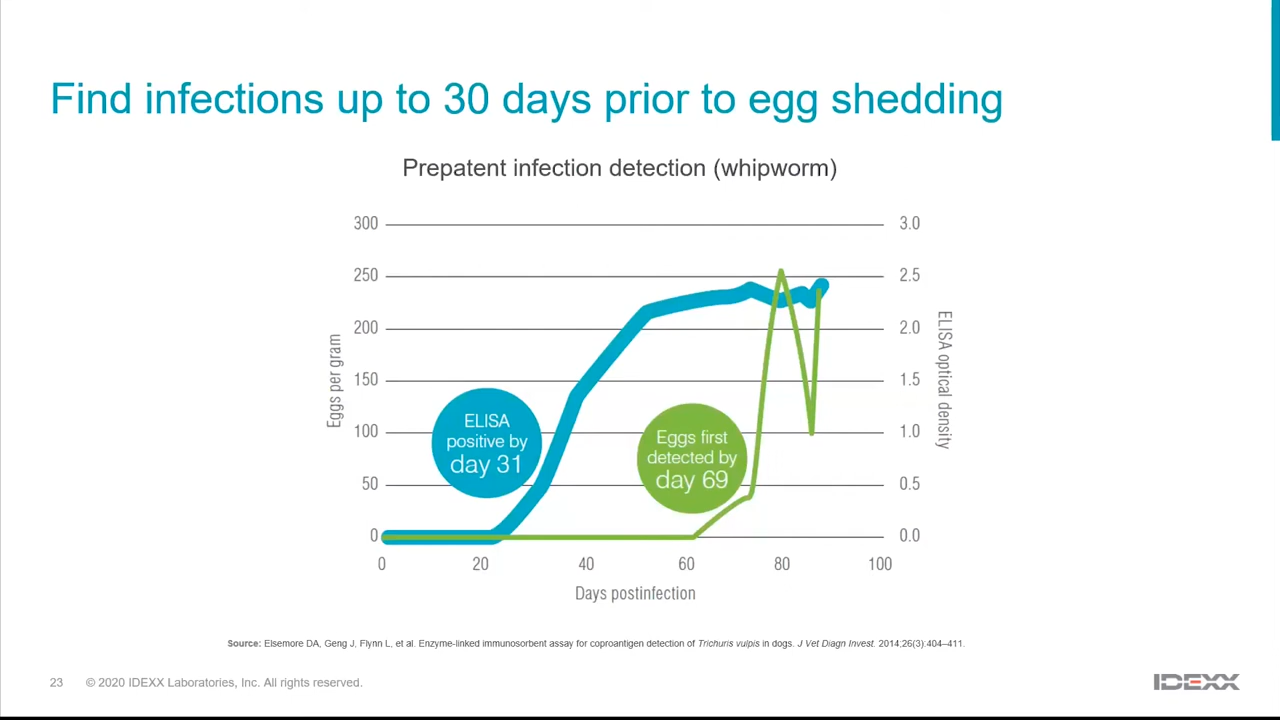 Find infections up to 30 days prior to egg shedding
Prepatent infection detection (whipworm)
300
250
200
150
100
50
0
Eggs per gram
3.0
2.5
2.0
1.5
1.0
0.5
0.0
ELISA optical density
ELISA
positive by
day 31
Eggs first
detected by
day 69
0 20 40 60 80 100
Days postinfection
Source: Elsemore DA, Geng J, Flynn L, et al. Enzyme-linked immunosorbent assay for coproantigen detection of Trichuris vulpis in dogs. J Vet Diagn Invest. 2014;26(3):404–411.
23 © 2020 IDEXX Laboratories, Inc. All rights reserved.
IDEXX